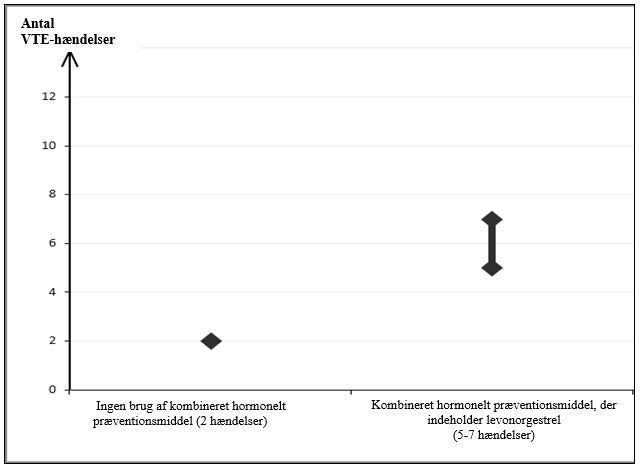 Antal
VTE-hændelser
12
10
8
6
4
2
0
Ingen brug af kombineret hormonelt
præventionsmiddel (2 hændelser)
Kombineret hormonelt præventionsmiddel, der
indeholder levonorgestrel
(5-7 hændelser)